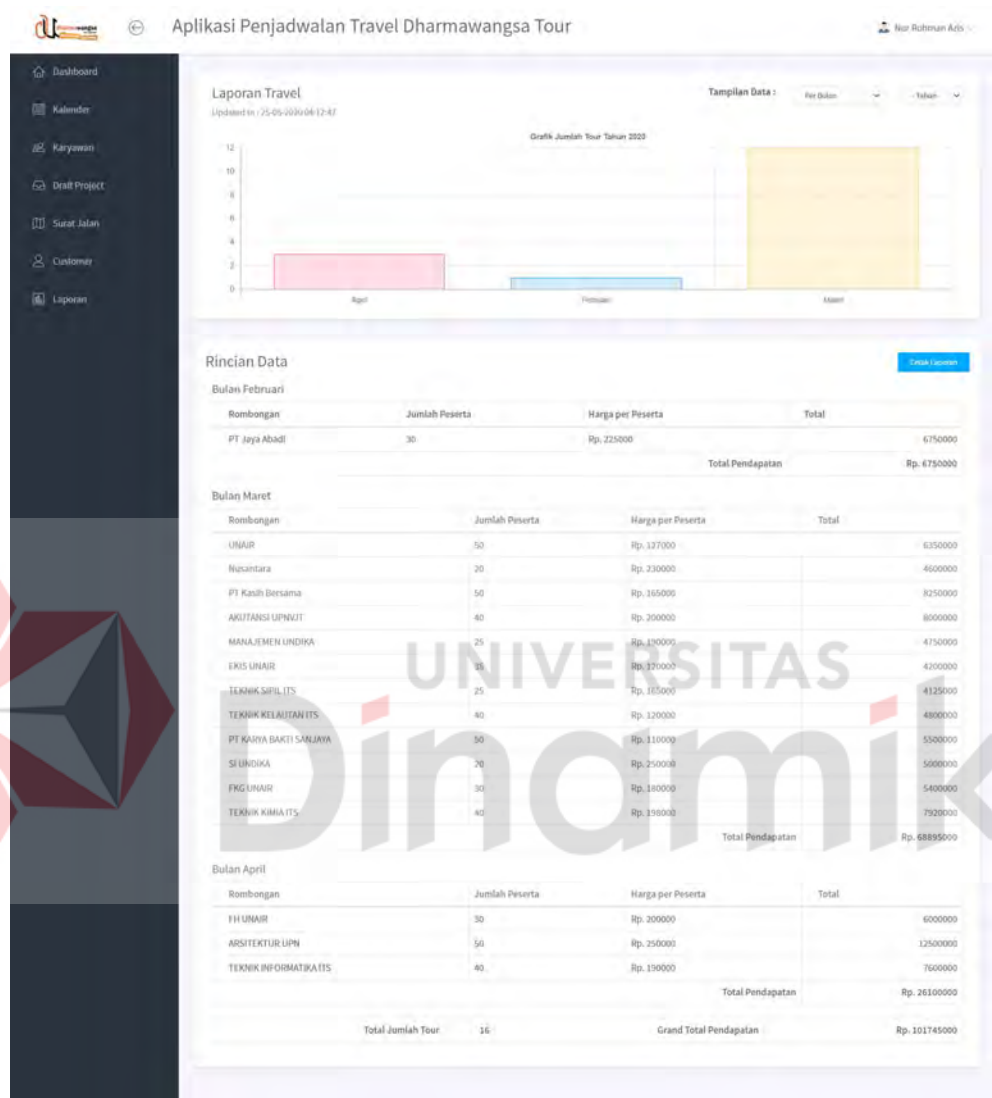 Aplikasi Penjadwalan Travel Dharmawangsa Tour
Nur Rohman Aris
Dashboard
Kalender
Karyawan
Draft Project
Surat Jalan
Customer
Laporan
Laporan Travel
Tampilan Data :
Per Bulan
Tahun
Grafik Jumlah Tour Tahun 2020
12
10
8
6
4
2
0
April
Februari
Maret
Rincian Data
Cetak Laporan
Bulan Februari
Rombongan Jumlah Peserta Harga per Peserta Total
PT Jaya Abadi 30 Rp. 225000 6750000
Total Pendapatan Rp. 6750000
Bulan Maret
Rombongan Jumlah Peserta Harga per Peserta Total
UNAIR 50 Rp. 127000 6350000
Nusantara 20 Rp. 230000 4600000
PT Kasih Bersama 50 Rp. 165000 8250000
AKUTANSI UPNVJT 40 Rp. 200000 8000000
MANAJEMEN UNDIKA 25 Rp. 190000 4750000
EKIS UNAIR 35 Rp. 120000 4200000
TEKNIK SIPIL ITS 25 Rp. 165000 4125000
TEKNIK KELAUTAN ITS 40 Rp. 120000 4800000
PT KARYA BAKTI SANJAYA 50 Rp. 110000 5500000
SI UNDIKA 20 Rp. 250000 5000000
FKG UNAIR 30 Rp. 180000 5400000
TEKNIK KIMIA ITS 40 Rp. 198000 7920000
Total Pendapatan Rp. 68895000
UNIVERSITAS
Dinamik
Bulan April
Rombongan Jumlah Peserta Harga per Peserta Total
FH UNAIR 30 Rp. 200000 6000000
ARSITEKTUR UPN 50 Rp. 250000 12500000
TEKNIK INFORMATIKA ITS 40 Rp. 190000 7600000
Total Pendapatan Rp. 26100000
Total Jumlah Tour 16 Grand Total Pendapatan Rp. 101745000